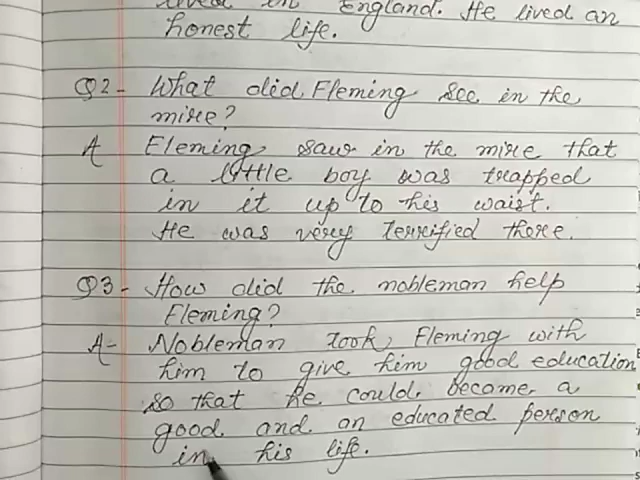 lived in England. He lived an
honest life.
Q2- What did Fleming see in the
mire?
A Fleming saw in the mire that
a little boy was trapped
in it up to his waist.
He was very terrified there.
Q3- How did the nobleman help
Fleming?
A- Nobleman took Fleming with
him to give him good education
so that he could become a
good and an educated person
in his life.